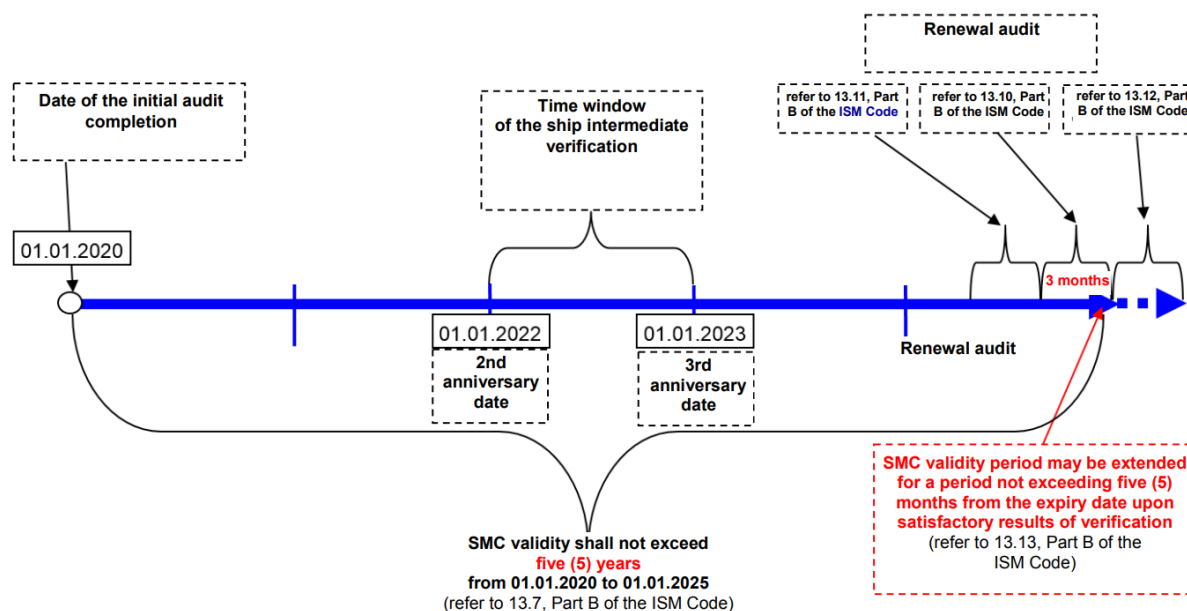 Renewal audit
Date of the initial audit
completion
Time window
of the ship intermediate
verification
refer to 13.11, Part
B of the ISM Code
refer to 13.10, Part
B of the ISM Code
refer to 13.12, Part
B of the ISM Code
01.01.2020
3 months
01.01.2022
01.01.2023
Renewal audit
2nd
anniversary
date
3rd
anniversary
date
SMC validity period may be extended
for a period not exceeding five (5)
months from the expiry date upon
satisfactory results of verification
(refer to 13.13, Part B of the
ISM Code)
SMC validity shall not exceed
five (5) years
from 01.01.2020 to 01.01.2025
(refer to 13.7, Part B of the ISM Code)